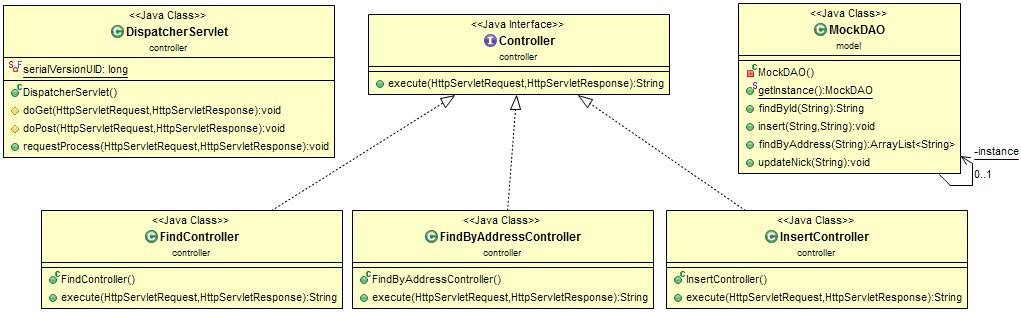 <<Java Class>>
DispatcherServlet
controller
serialVersionUID: long
DispatcherServlet()
doGet(HttpServletRequest,HttpServletResponse):void
doPost(HttpServletRequest,HttpServletResponse):void
requestProcess(HttpServletRequest,HttpServletResponse):void
<<Java Interface>>
Controller
controller
execute(HttpServletRequest,HttpServletResponse):String
<<Java Class>>
MockDAO
model
MockDAO()
getInstance():MockDAO
findById(String):String
insert(String,String):void
findByAddress(String):ArrayList<String>
updateNick(String):void
-instance
0..1
<<Java Class>>
FindController
controller
FindController()
execute(HttpServletRequest,HttpServletResponse):String
<<Java Class>>
FindByAddressController
controller
FindByAddressController()
execute(HttpServletRequest,HttpServletResponse):String
<<Java Class>>
InsertController
controller
InsertController()
execute(HttpServletRequest,HttpServletResponse):String